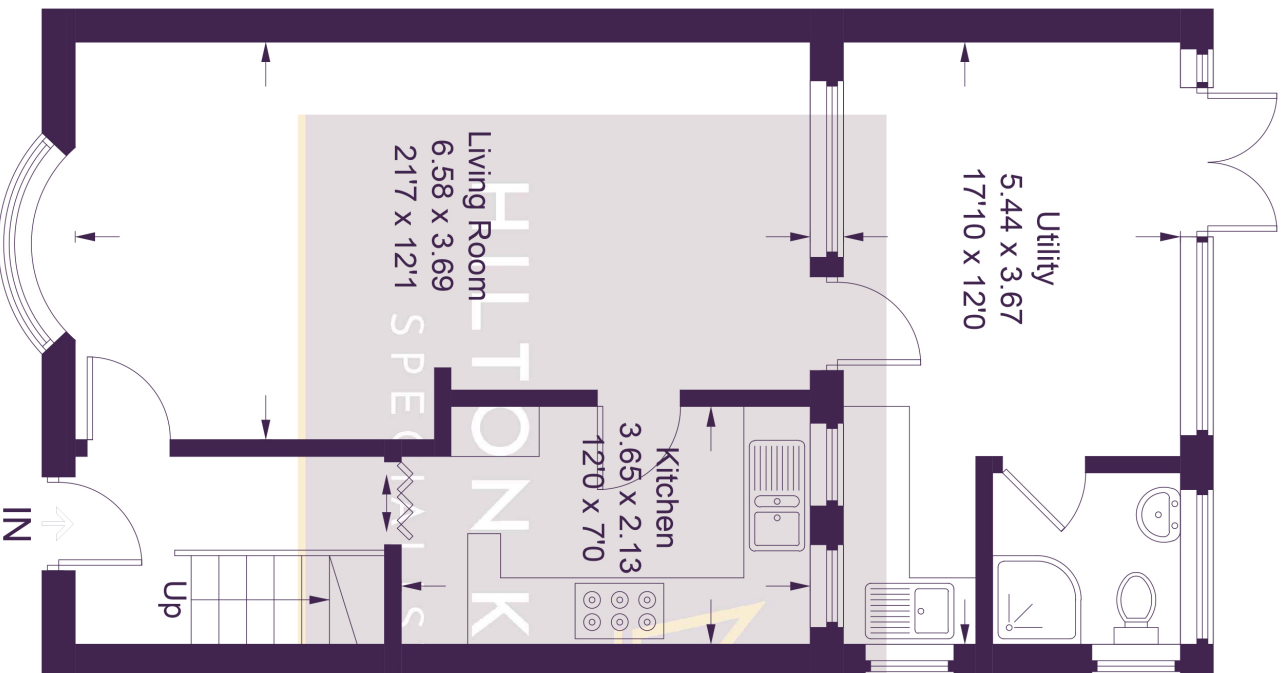 Utility
5.44 x 3.67
17'10 x 12'0
Living Room
6.58 x 3.69
21'7 x 12'1
Kitchen
3.65 x 2.13
12'0 x 7'0
Up
IN
HILTON K